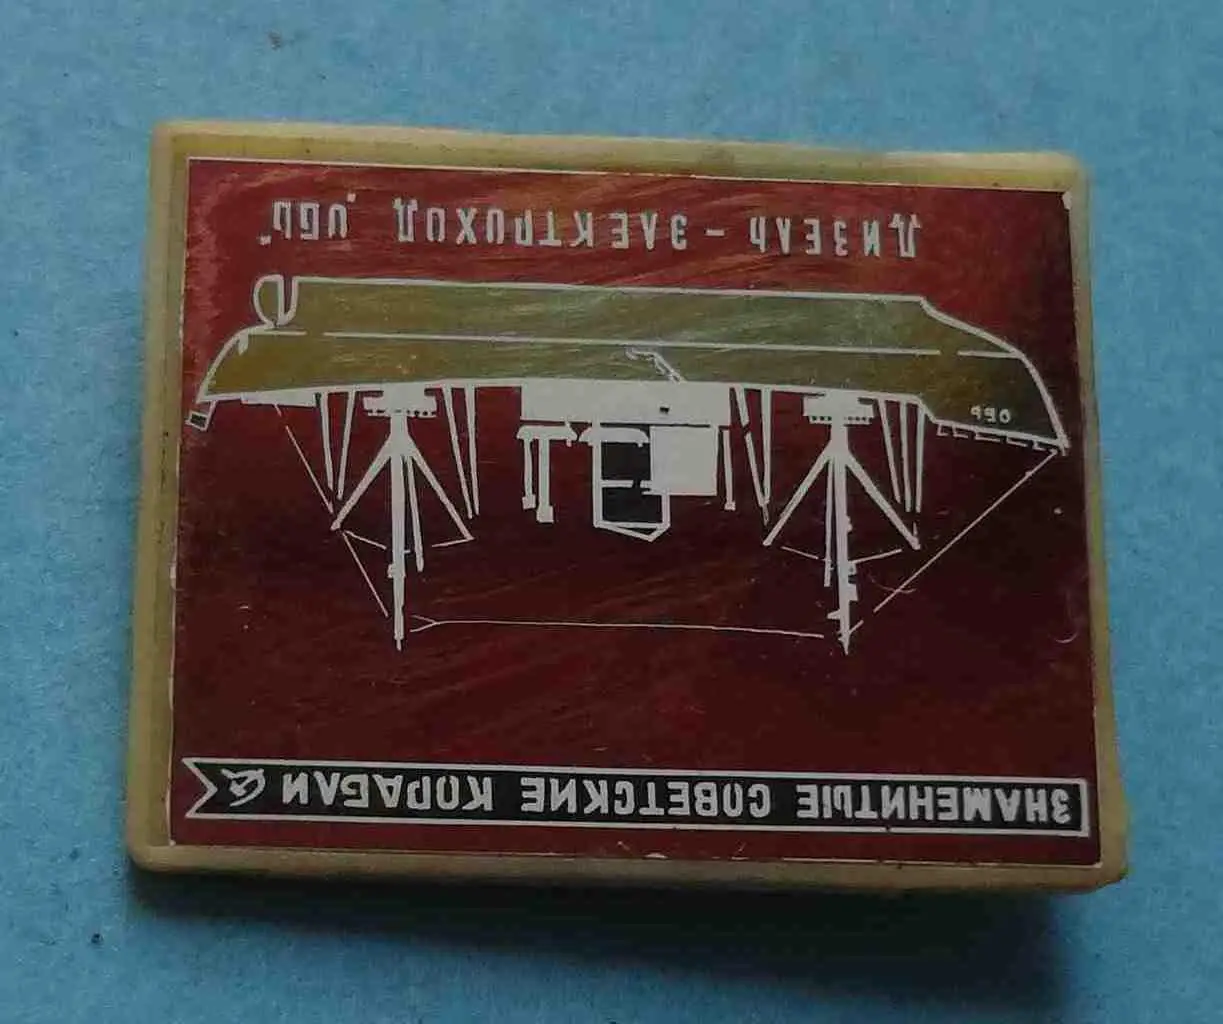 ЗНАМЕНИТЫЕ СОВЕТСКИЕ КОРАБЛИ
ОБЬ
ДИЗЕЛЬ-ЭЛЕКТРОХОД „ОБЬ"